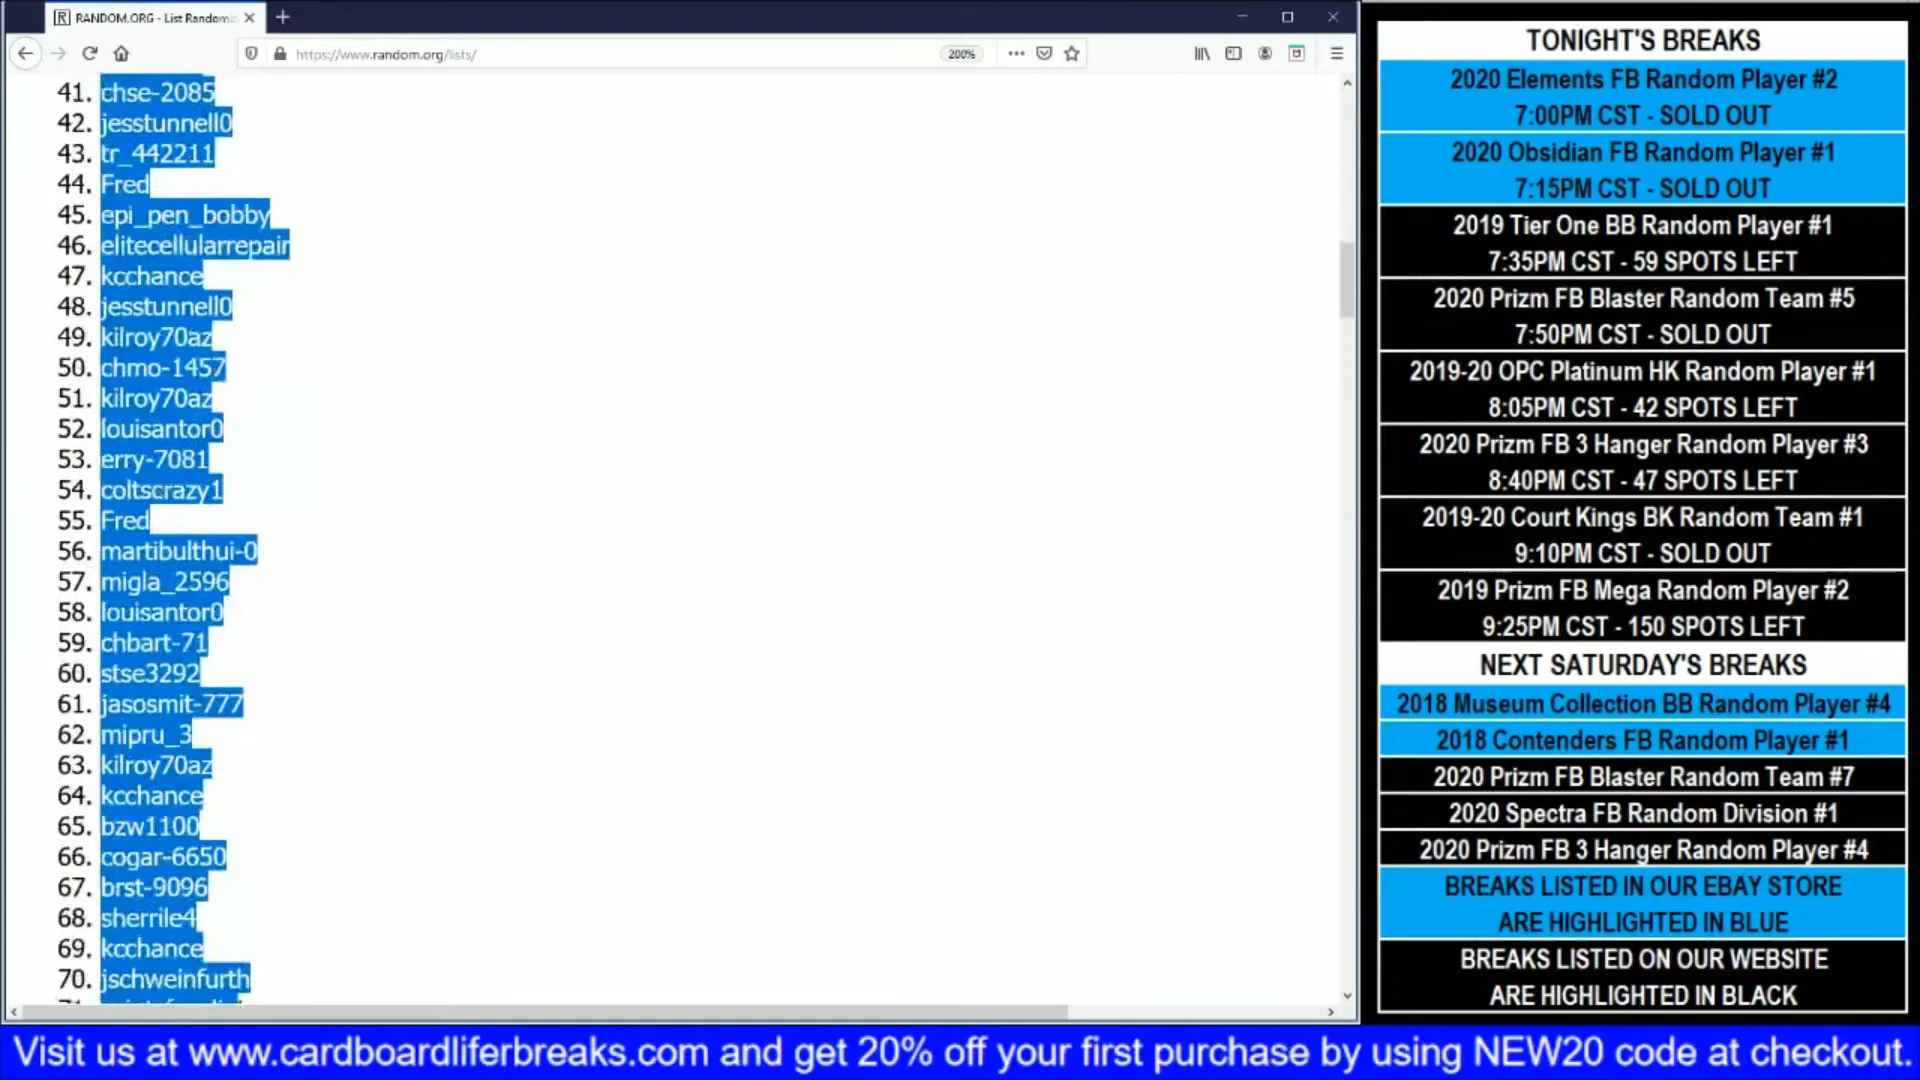 RANDOM.ORG - List Randomi
https://www.random.org/lists/
200%
41. chse-2085
42. jesstunnell0
43. tr_442211
44. Fred
45. epi_pen_bobby
46. elitecellularrepair
47. kcchance
48. jesstunnell0
49. kilroy70az
50. chmo-1457
51. kilroy70az
52. louisantor0
53. erry-7081
54. coltscrazy1
55. Fred
56. martibulthui-0
57. migla_2596
58. louisantor0
59. chbart-71
60. stse3292
61. jasosmit-777
62. mipru_3
63. kilroy70az
64. kcchance
65. bzw1100
66. cogar-6650
67. brst-9096
68. sherrile4
69. kcchance
70. jschweinfurth
TONIGHT'S BREAKS
2020 Elements FB Random Player #2
7:00PM CST - SOLD OUT
2020 Obsidian FB Random Player #1
7:15PM CST - SOLD OUT
2019 Tier One BB Random Player #1
7:35PM CST - 59 SPOTS LEFT
2020 Prizm FB Blaster Random Team #5
7:50PM CST - SOLD OUT
2019-20 OPC Platinum HK Random Player #1
8:05PM CST - 42 SPOTS LEFT
2020 Prizm FB 3 Hanger Random Player #3
8:40PM CST - 47 SPOTS LEFT
2019-20 Court Kings BK Random Team #1
9:10PM CST - SOLD OUT
2019 Prizm FB Mega Random Player #2
9:25PM CST - 150 SPOTS LEFT
NEXT SATURDAY'S BREAKS
2018 Museum Collection BB Random Player #4
2018 Contenders FB Random Player #1
2020 Prizm FB Blaster Random Team #7
2020 Spectra FB Random Division #1
2020 Prizm FB 3 Hanger Random Player #4
BREAKS LISTED IN OUR EBAY STORE
ARE HIGHLIGHTED IN BLUE
BREAKS LISTED ON OUR WEBSITE
ARE HIGHLIGHTED IN BLACK
Visit us at www.cardboardliferbreaks.com and get 20% off your first purchase by using NEW20 code at checkout.